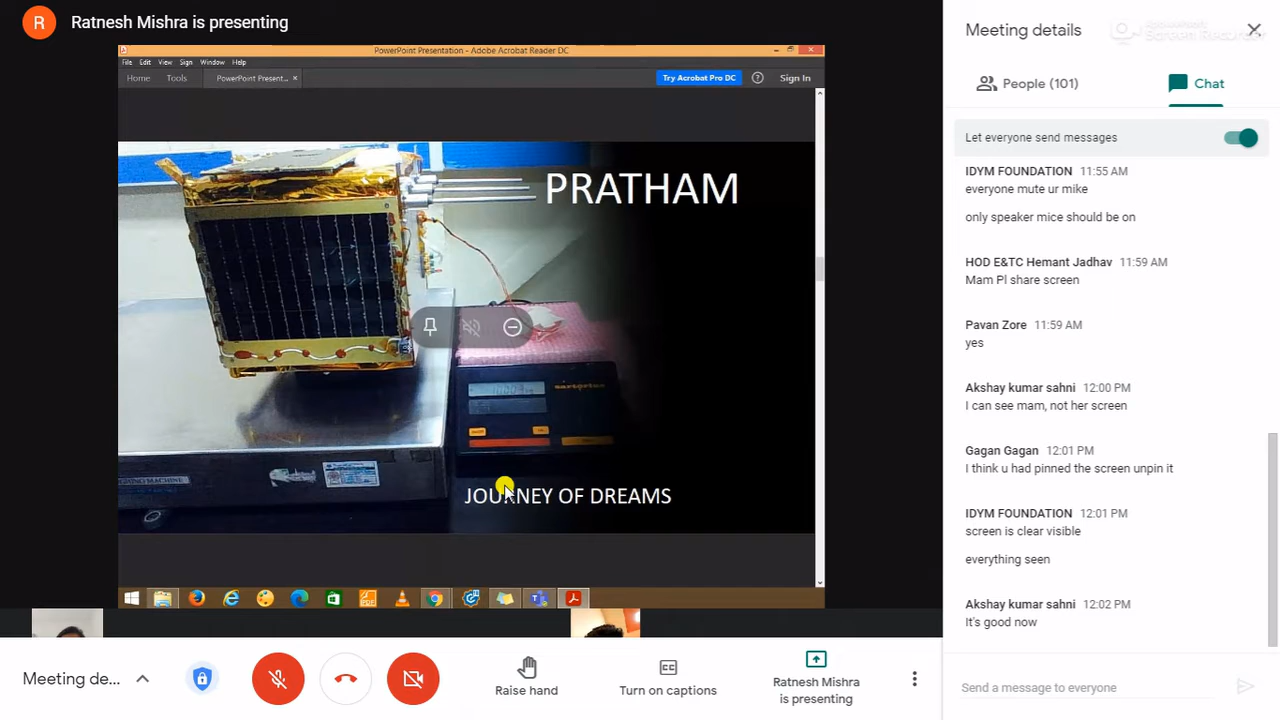 R
Ratnesh Mishra is presenting
PowerPoint Presentation - Adobe Acrobat Reader DC
File Edit View Sign Window Help
Home Tools PowerPoint Present... ×
Try Acrobat Pro DC ? Sign In
PRATHAM
sartorius
JOURNEY OF DREAMS
Meeting de...
Raise hand
Turn on captions
Ratnesh Mishra
is presenting
Meeting details
Screen Recorder
People (101)
Chat
Let everyone send messages
IDYM FOUNDATION 11:55 AM
everyone mute ur mike
only speaker mice should be on
HOD E&TC Hemant Jadhav 11:59 AM
Mam Pl share screen
Pavan Zore 11:59 AM
yes
Akshay kumar sahni 12:00 PM
I can see mam, not her screen
Gagan Gagan 12:01 PM
I think u had pinned the screen unpin it
IDYM FOUNDATION 12:01 PM
screen is clear visible
everything seen
Akshay kumar sahni 12:02 PM
It's good now
Send a message to everyone